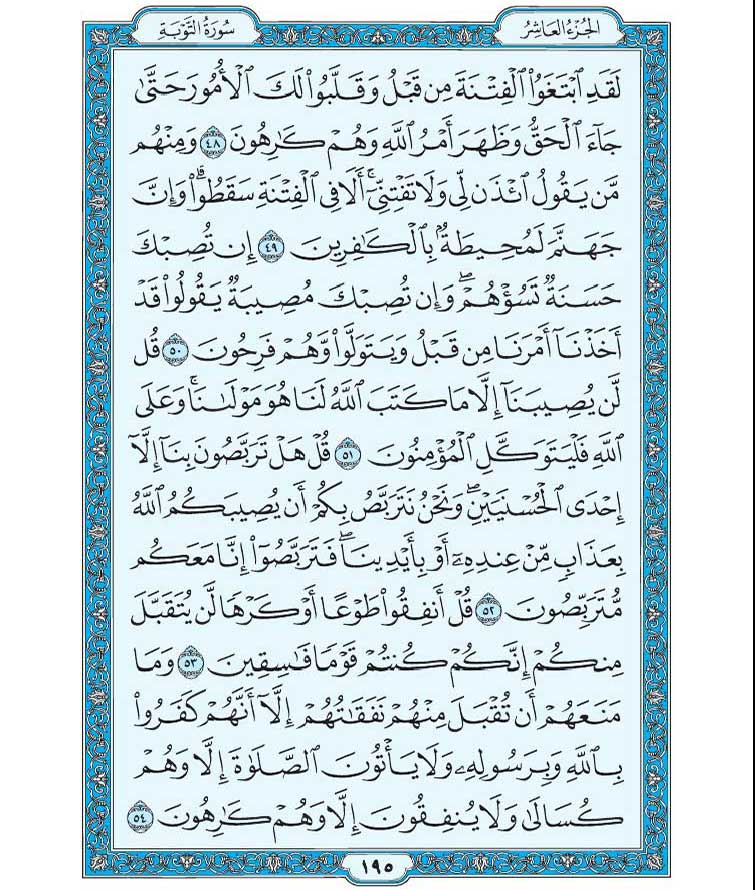 الجُزءُ العَاشِرُ
سُورَةُ التَّوْبَةِ
لَقَدِ ٱبْتَغَوُا۟ ٱلْفِتْنَةَ مِن قَبْلُ وَقَلَّبُوا۟ لَكَ ٱلْأُمُورَ حَتَّىٰ
جَآءَ ٱلْحَقُّ وَظَهَرَ أَمْرُ ٱللَّهِ وَهُمْ كَـٰرِهُونَ ٤٨ وَمِنْهُم
مَّن يَقُولُ ٱئْذَن لِّى وَلَا تَفْتِنِّىٓ ۚ أَلَا فِى ٱلْفِتْنَةِ سَقَطُوا۟ ۗ وَإِنَّ
جَهَنَّمَ لَمُحِيطَةٌۢ بِٱلْكَـٰفِرِينَ ٤٩ إِن تُصِبْكَ
حَسَنَةٌ تَسُؤْهُمْ ۖ وَإِن تُصِبْكَ مُصِيبَةٌ يَقُولُوا۟ قَدْ
أَخَذْنَآ أَمْرَنَا مِن قَبْلُ وَيَتَوَلَّوا۟ وَّهُمْ فَرِحُونَ ٥٠ قُل
لَّن يُصِيبَنَآ إِلَّا مَا كَتَبَ ٱللَّهُ لَنَا هُوَ مَوْلَىٰنَا ۚ وَعَلَى
ٱللَّهِ فَلْيَتَوَكَّلِ ٱلْمُؤْمِنُونَ ٥١ قُلْ هَلْ تَرَبَّصُونَ بِنَآ إِلَّآ
إِحْدَى ٱلْحُسْنَيَيْنِ ۖ وَنَحْنُ نَتَرَبَّصُ بِكُمْ أَن يُصِيبَكُمُ ٱللَّهُ
بِعَذَابٍ مِّنْ عِندِهِۦٓ أَوْ بِأَيْدِينَا ۖ فَتَرَبَّصُوٓا۟ إِنَّا مَعَكُم
مُّتَرَبِّصُونَ ٥٢ قُلْ أَنفِقُوا۟ طَوْعًا أَوْ كَرْهًا لَّن يُتَقَبَّلَ
مِنكُمْ ۖ إِنَّكُمْ كُنتُمْ قَوْمًا فَـٰسِقِينَ ٥٣ وَمَا
مَنَعَهُمْ أَن تُقْبَلَ مِنْهُمْ نَفَقَـٰتُهُمْ إِلَّآ أَنَّهُمْ كَفَرُوا۟
بِٱللَّهِ وَبِرَسُولِهِۦ وَلَا يَأْتُونَ ٱلصَّلَوٰةَ إِلَّا وَهُمْ
كُسَالَىٰ وَلَا يُنفِقُونَ إِلَّا وَهُمْ كَـٰرِهُونَ ٥٤
١٩٥